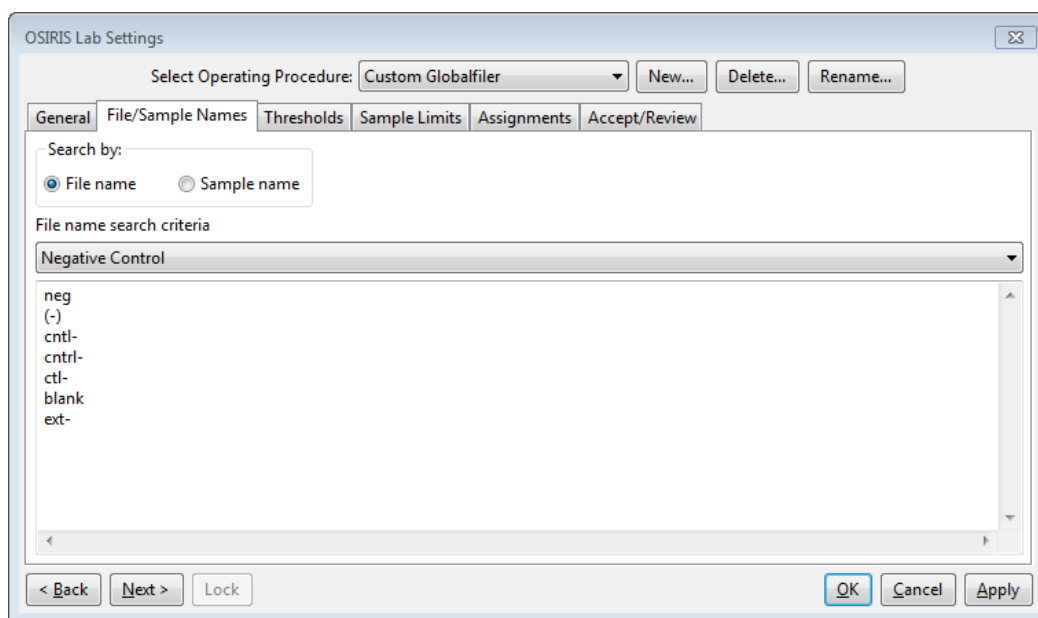 OSIRIS Lab Settings
Select Operating Procedure: Custom Globalfiler New... Delete... Rename...
General File/Sample Names Thresholds Sample Limits Assignments Accept/Review
Search by:
File name Sample name
File name search criteria
Negative Control
neg
(-)
cntl-
cntrl-
ctl-
blank
ext-
< Back Next > Lock OK Cancel Apply